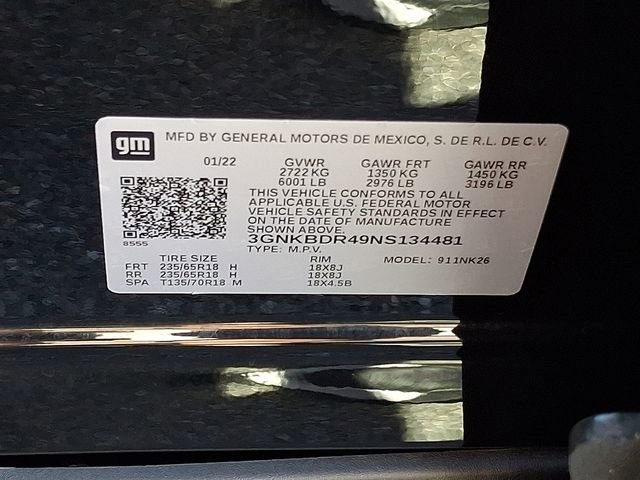 gm MFD BY GENERAL MOTORS DE MEXICO, S. DE R.L. DE C.V.
01/22 GVWR GAWR FRT GAWR RR
2722 KG 1350 KG 1450 KG
6001 LB 2976 LB 3196 LB
THIS VEHICLE CONFORMS TO ALL
APPLICABLE U.S. FEDERAL MOTOR
VEHICLE SAFETY STANDARDS IN EFFECT
ON THE DATE OF MANUFACTURE
SHOWN ABOVE.
8555 3GNKBDR49NS134481
TYPE: M.P.V. MODEL: 911NK26
TIRE SIZE RIM
FRT 235/65R18 H 18X8J
RR 235/65R18 H 18X8J
SPA T135/70R18 M 18X4.5B